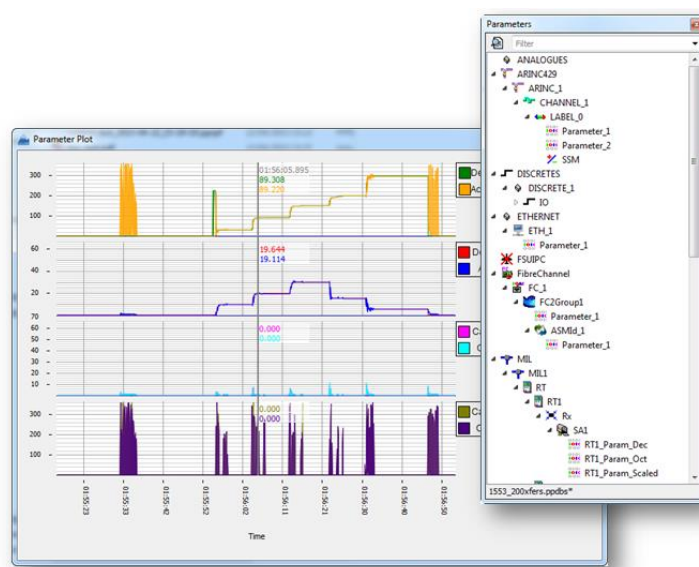 Parameters
Filter
ANALOGUES
ARINC429
ARINC_1
CHANNEL_1
LABEL_0
Parameter_1
Parameter_2
SSM
DISCRETES
DISCRETE_1
IO
ETHERNET
ETH_1
Parameter_1
FSUIPC
FibreChannel
FC_1
FC2Group1
Parameter_1
ASMId_1
Parameter_1
MIL
MIL1
RT
RT1
Rx
SA1
RT1_Param_Dec
RT1_Param_Oct
RT1_Param_Scaled
1553_200xfers.ppdbs*
Parameter Plot
01:56:05.895
89.308
89.220
300
200
100
De
Ac
19.644
19.114
60
40
20
D
A
0.000
0.000
70
60
50
40
30
20
10
Ca
C
0.000
0.000
300
200
100
Ca
C
01:55:23
01:55:33
01:55:42
01:55:52
01:56:02
01:56:11
01:56:21
01:56:30
01:56:40
01:56:50
Time